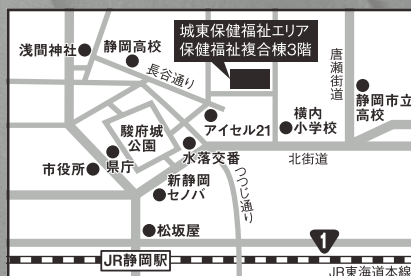 城東保健福祉エリア
保健福祉複合棟3階
浅間神社
静岡高校
長谷通り
唐瀬街道
静岡市立
高校
アイセル21
横内
小学校
駿府城
公園
水落交番
北街道
市役所
県庁
新静岡
セノバ
つつじ通り
松坂屋
1
JR静岡駅
JR東海道本線